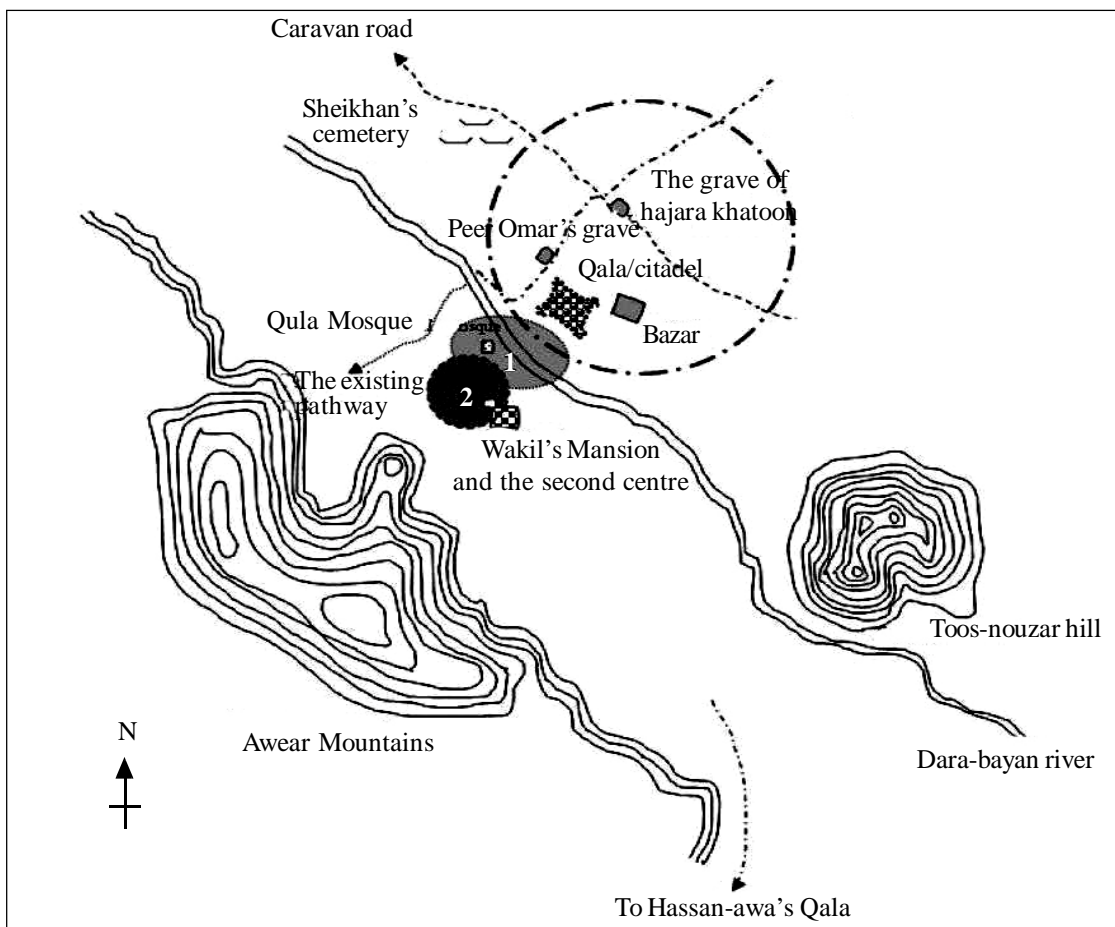 Caravan road
Sheikhan's
cemetery
The grave of
hajara khatoon
Peer Omar's grave
Qala/citadel
Qula Mosque
Bazar
osque
1
The existing
pathway
2
Wakil's Mansion
and the second centre
Toos-nouzar hill
N
Awear Mountains
Dara-bayan river
To Hassan-awa's Qala